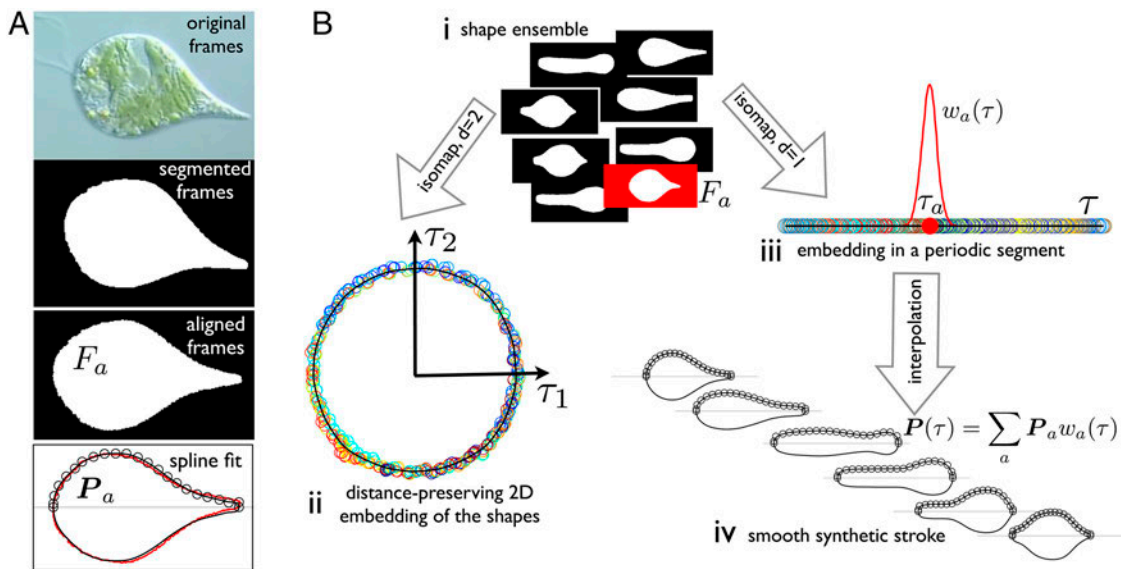 A
original
frames
segmented
frames
aligned
frames
F_a
spline fit
P_a
B
i shape ensemble
isomap, d=2
isomap, d=1
F_a
w_a(τ)
τ_a
τ
iii embedding in a periodic segment
τ_2
τ_1
ii distance-preserving 2D
embedding of the shapes
interpolation
P(τ) = ∑_a P_a w_a(τ)
iv smooth synthetic stroke